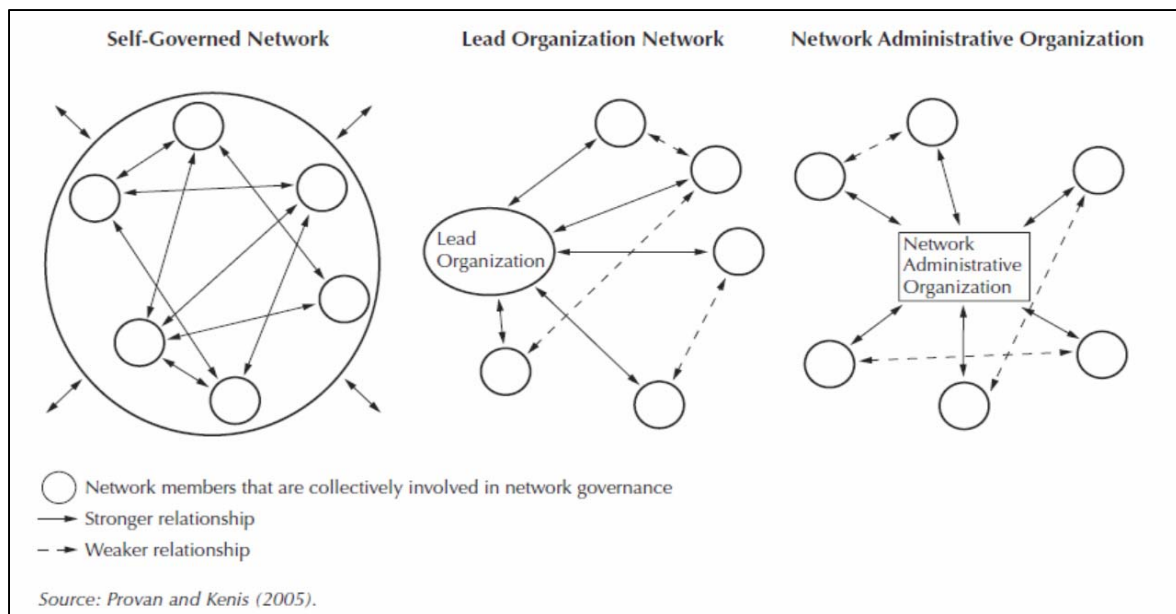 Self-Governed Network
Lead Organization Network
Network Administrative Organization
Lead
Organization
Network
Administrative
Organization
Network members that are collectively involved in network governance
Stronger relationship
Weaker relationship
Source: Provan and Kenis (2005).